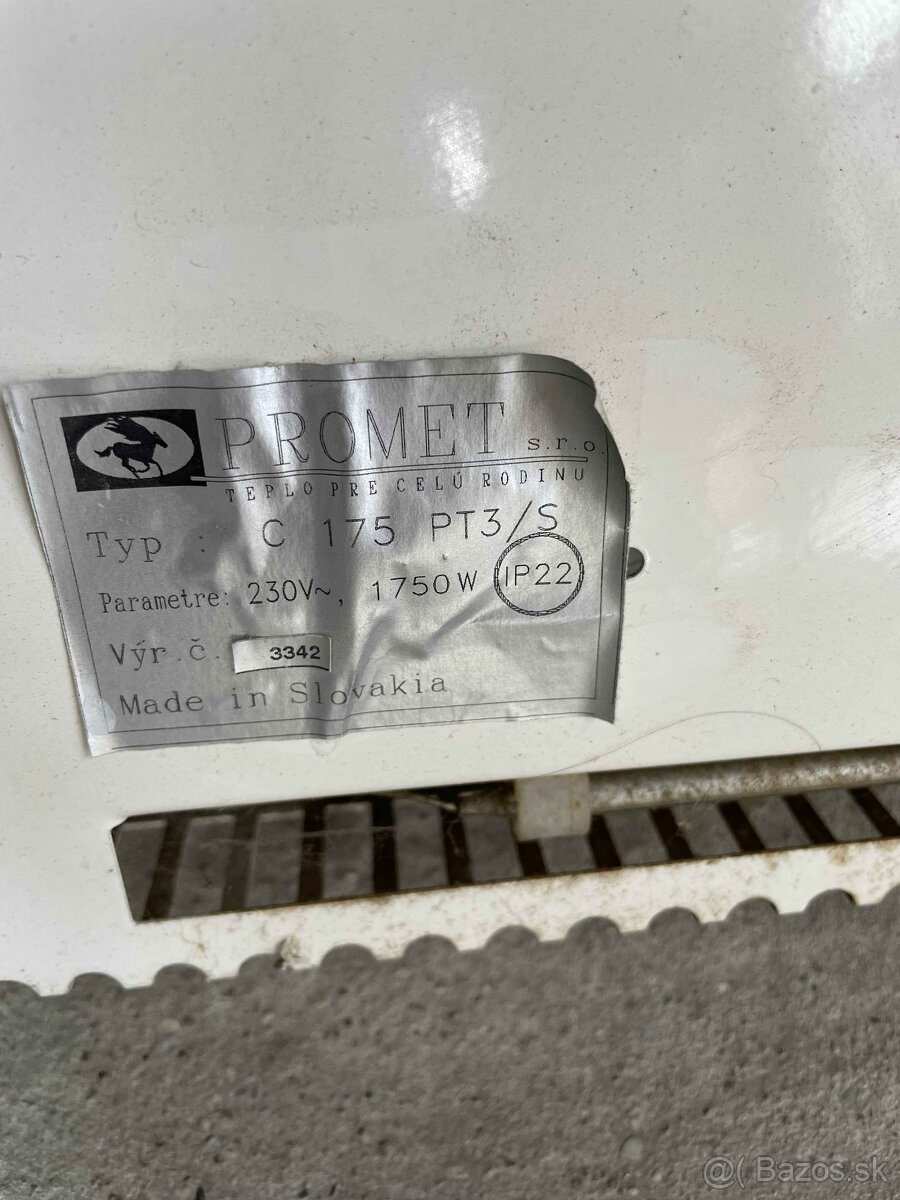 PROMET s.r.o.
TEPLO PRE CELÚ RODINU
Typ : C 175 PT3/S
Parametre: 230V~, 1750W IP22
Výr.č. 3342
Made in Slovakia
@( Bazos.sk